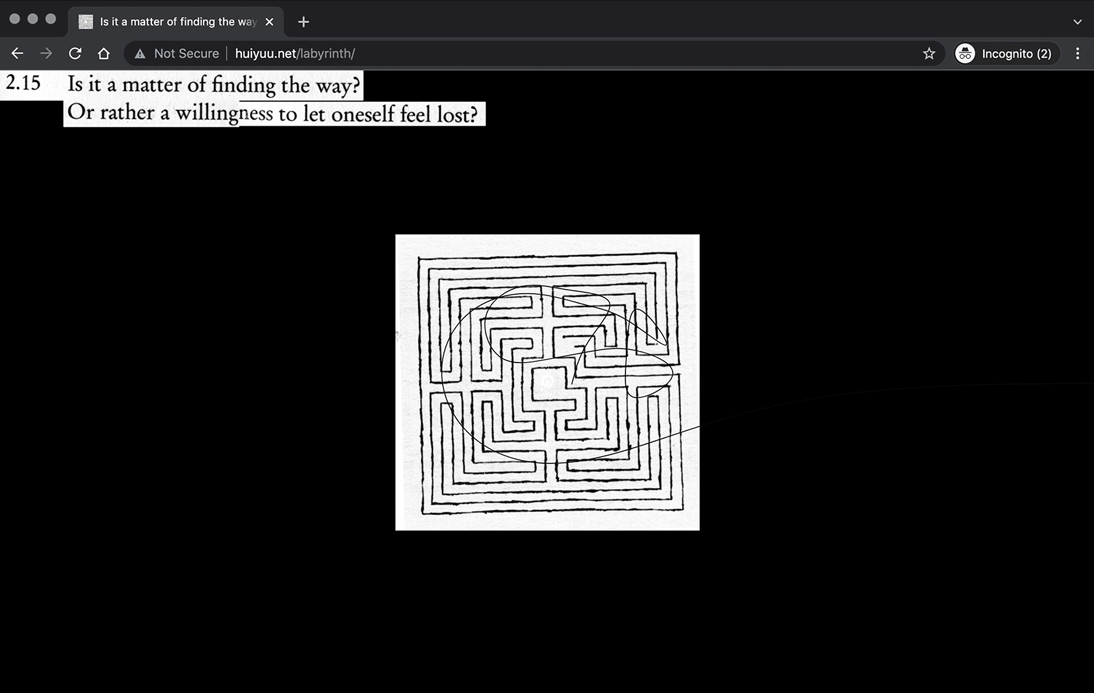 Is it a matter of finding the way
Not Secure
huiyuu.net/labyrinth/
Incognito (2)
2.15 Is it a matter of finding the way?
Or rather a willingness to let oneself feel lost?